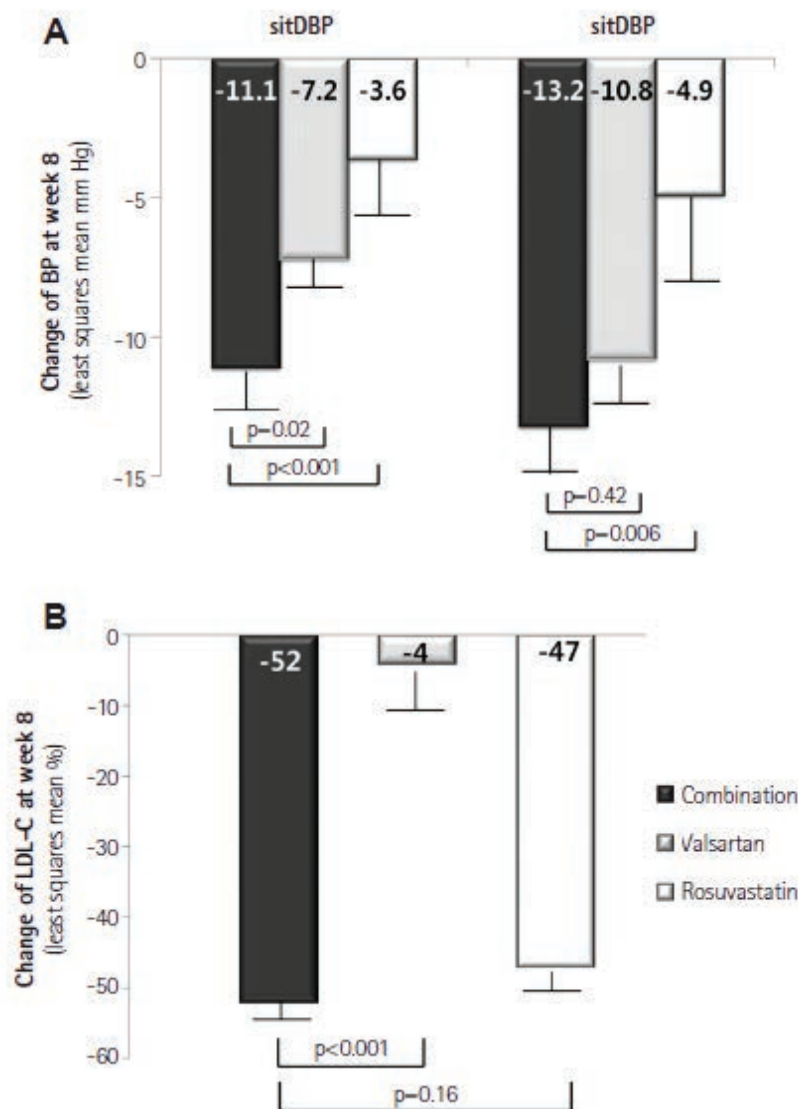 A
sitDBP
sitDBP
0
-5
-10
-15
Change of BP at week 8
(least squares mean mm Hg)
-11.1
-7.2
-3.6
-13.2
-10.8
-4.9
p=0.02
p<0.001
p=0.42
p=0.006
B
0
-10
-20
-30
-40
-50
-60
Change of LDL-C at week 8
(least squares mean %)
-52
-4
-47
p<0.001
p=0.16
Combination
Valsartan
Rosuvastatin